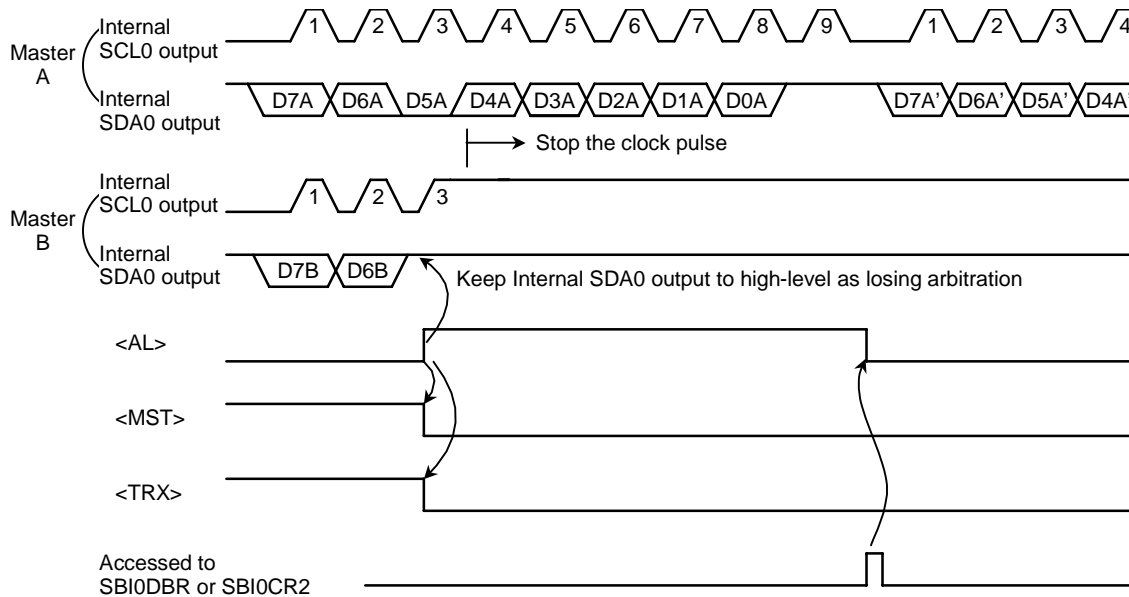 Master
A
Internal
SCL0 output
1 2 3 4 5 6 7 8 9 1 2 3 4
Internal
SDA0 output
D7A D6A D5A D4A D3A D2A D1A D0A D7A' D6A' D5A' D4A'
Stop the clock pulse
Master
B
Internal
SCL0 output
1 2 3
Internal
SDA0 output
D7B D6B
Keep Internal SDA0 output to high-level as losing arbitration
<AL>
<MST>
<TRX>
Accessed to
SBI0DBR or SBI0CR2